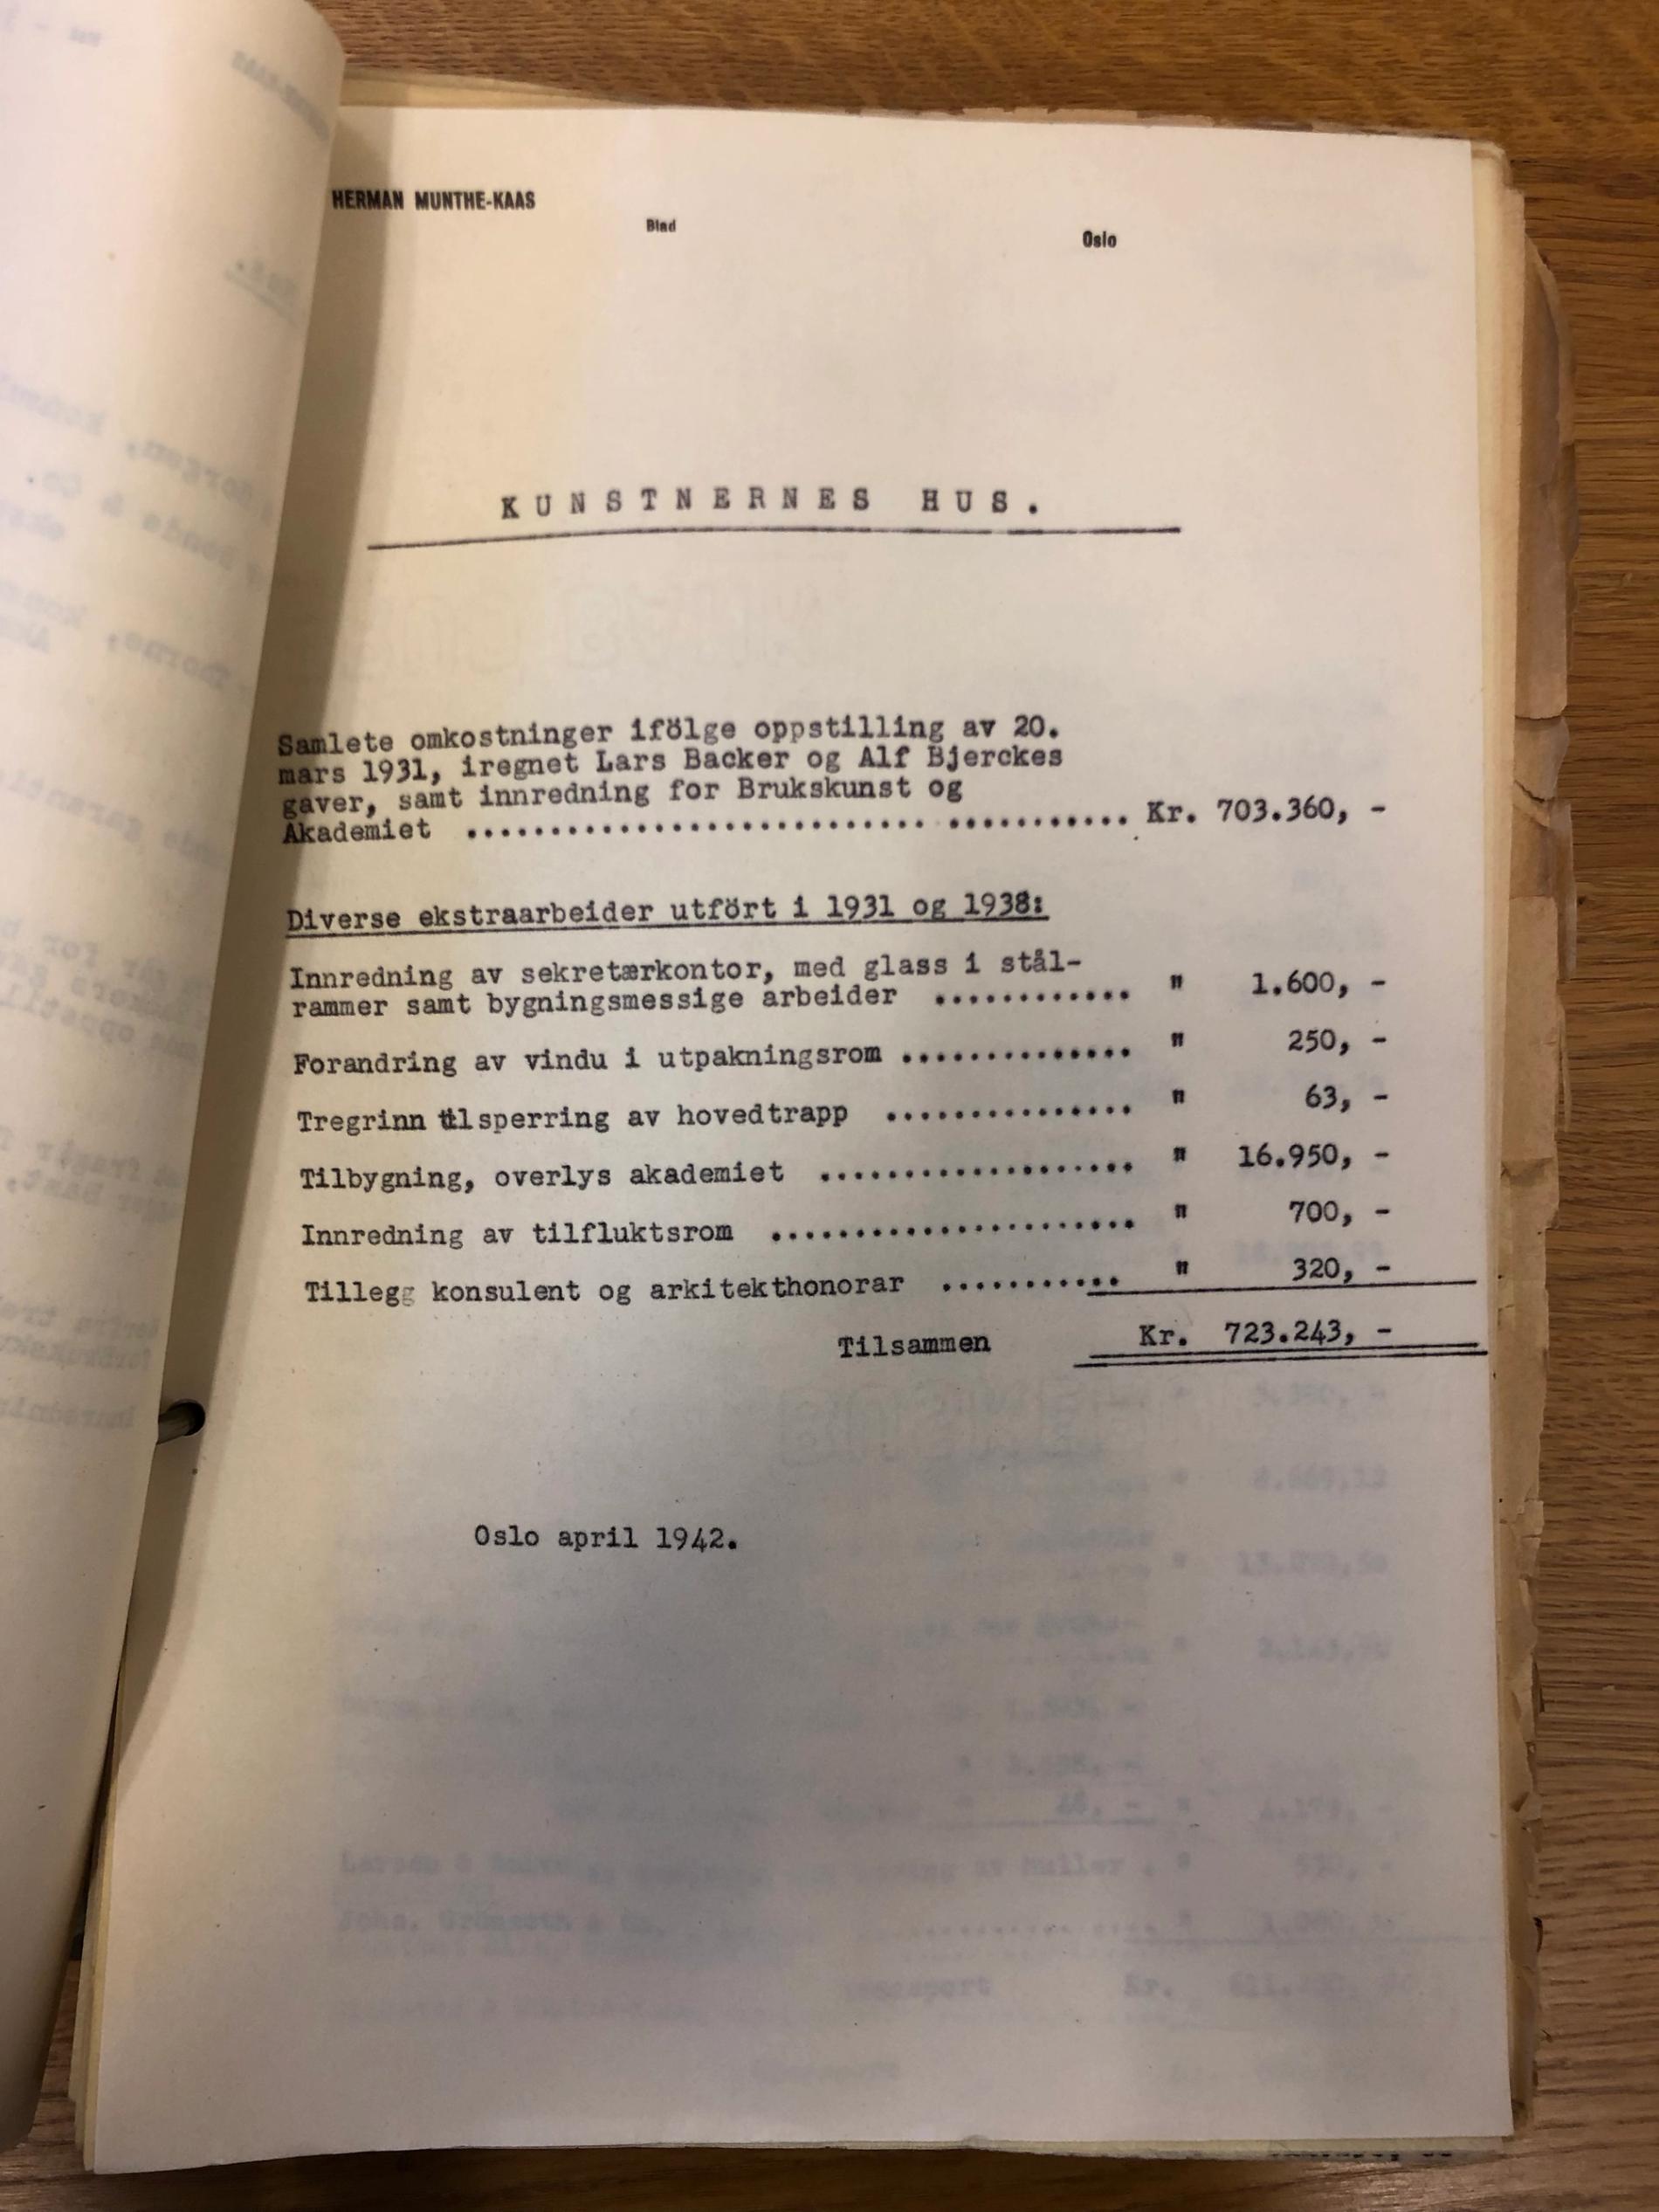 HERMAN MUNTHE-KAAS
Blad
Oslo
KUNSTNERNES HUS.
Samlete omkostninger ifölge oppstilling av 20.
mars 1931, iregnet Lars Backer og Alf Bjerckes
gaver, samt innredning for Brukskunst og
Akademiet ....................................... Kr. 703.360, -
Diverse ekstraarbeider utfört i 1931 og 1938:
Innredning av sekretærkontor, med glass i stål-
rammer samt bygningsmessige arbeider ............ " 1.600, -
Forandring av vindu i utpakningsrom .............. " 250, -
Tregrinn tilsperring av hovedtrapp ............... " 63, -
Tilbygning, overlys akademiet ................... " 16.950, -
Innredning av tilfluktsrom ...................... " 700, -
Tillegg konsulent og arkitekthonorar ........... " 320, -
Tilsammen Kr. 723.243, -
Oslo april 1942.